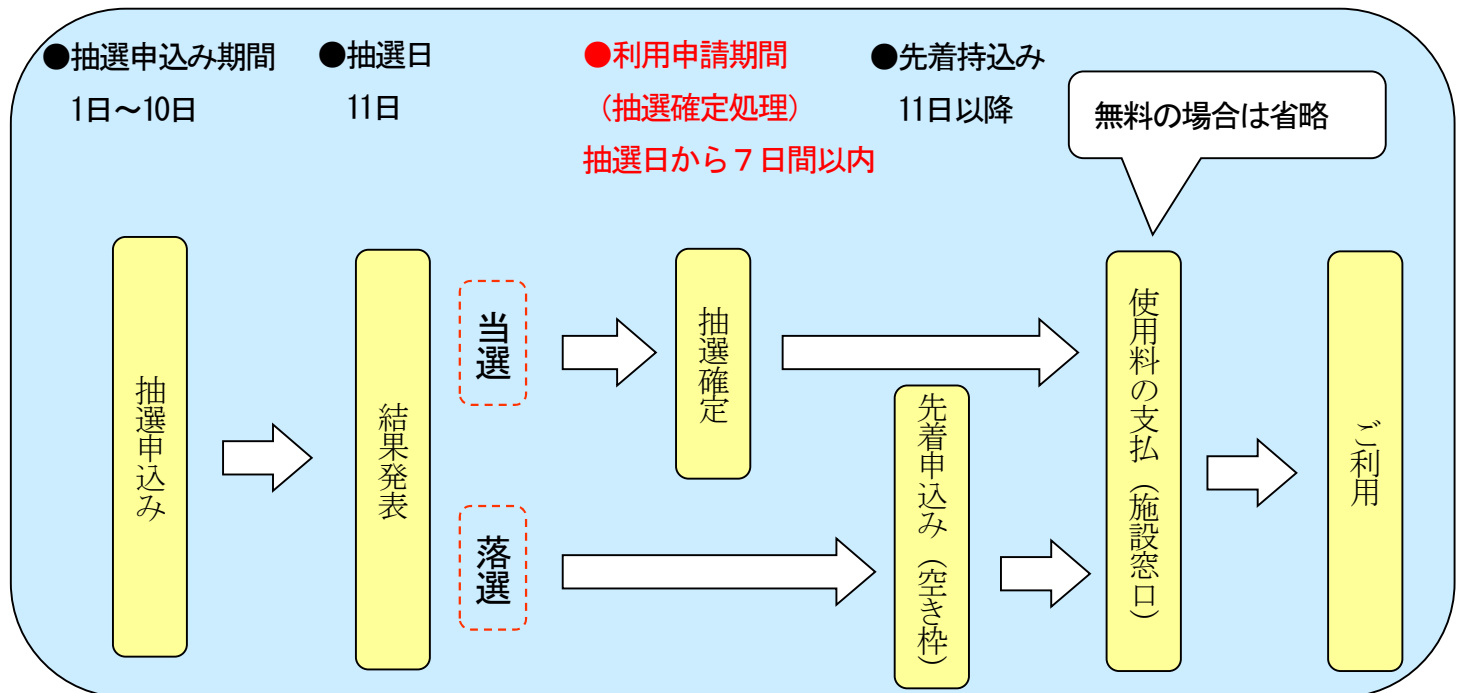 ●抽選申込み期間
1日～10日
●抽選日
11日
●利用申請期間
（抽選確定処理）
抽選日から７日間以内
●先着持込み
11日以降
無料の場合は省略
抽選申込み
結果発表
当選
落選
抽選確定
先着申込み（空き枠）
使用料の支払（施設窓口）
ご利用